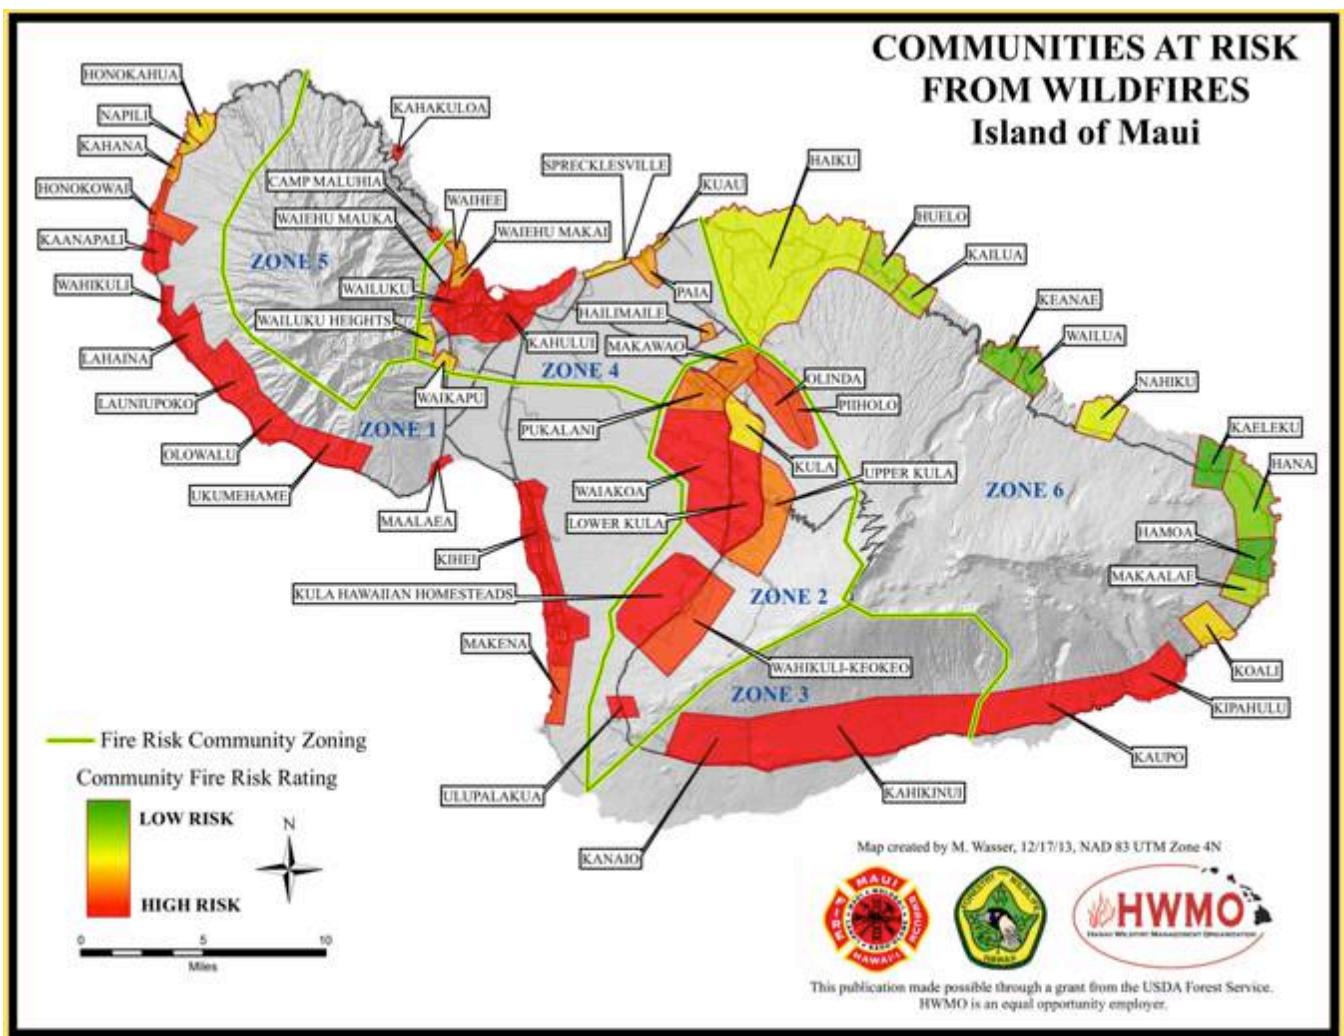 COMMUNITIES AT RISK
FROM WILDFIRES
Island of Maui
HONOKAHUA
NAPILI
KAHANA
HONOKOWAI
KAANAPALI
WAHIKULI
LAHAINA
LAUNIUPOKO
OLOWALU
UKUMEHAME
MAALAEA
KAHAKULOA
CAMP MALUHIA
WAIHEE
WAIEHU MAUKA
WAIEHU MAKAI
ZONE 5
WAILUKU
WAILUKU HEIGHTS
KAHULUI
WAIKAPU
ZONE 1
ZONE 4
SPRECKLESVILLE
KUAU
HAIKU
PAIA
HAILIMAILE
MAKAWAO
OLINDA
PIIHOLO
PUKALANI
KULA
UPPER KULA
WAIAKOA
LOWER KULA
KIHEI
KULA HAWAIIAN HOMESTEADS
ZONE 2
MAKENA
WAHIKULI-KEOKEO
ZONE 3
HUELO
KAILUA
KEANAE
WAILUA
NAHIKU
KAELEKU
HANA
ZONE 6
HAMOA
MAKAALAE
KOALI
KIPAHULU
KAUPO
KAHIKINUI
ULUPALAKUA
KANAIO
Fire Risk Community Zoning
Community Fire Risk Rating
LOW RISK
HIGH RISK
N
0 5 10
Miles
Map created by M. Wasser, 12/17/13, NAD 83 UTM Zone 4N
MAUI
FIRE
HAWAI'I
HAWAII
HWMO
HAWAII WILDFIRE MANAGEMENT ORGANIZATION
This publication made possible through a grant from the USDA Forest Service.
HWMO is an equal opportunity employer.